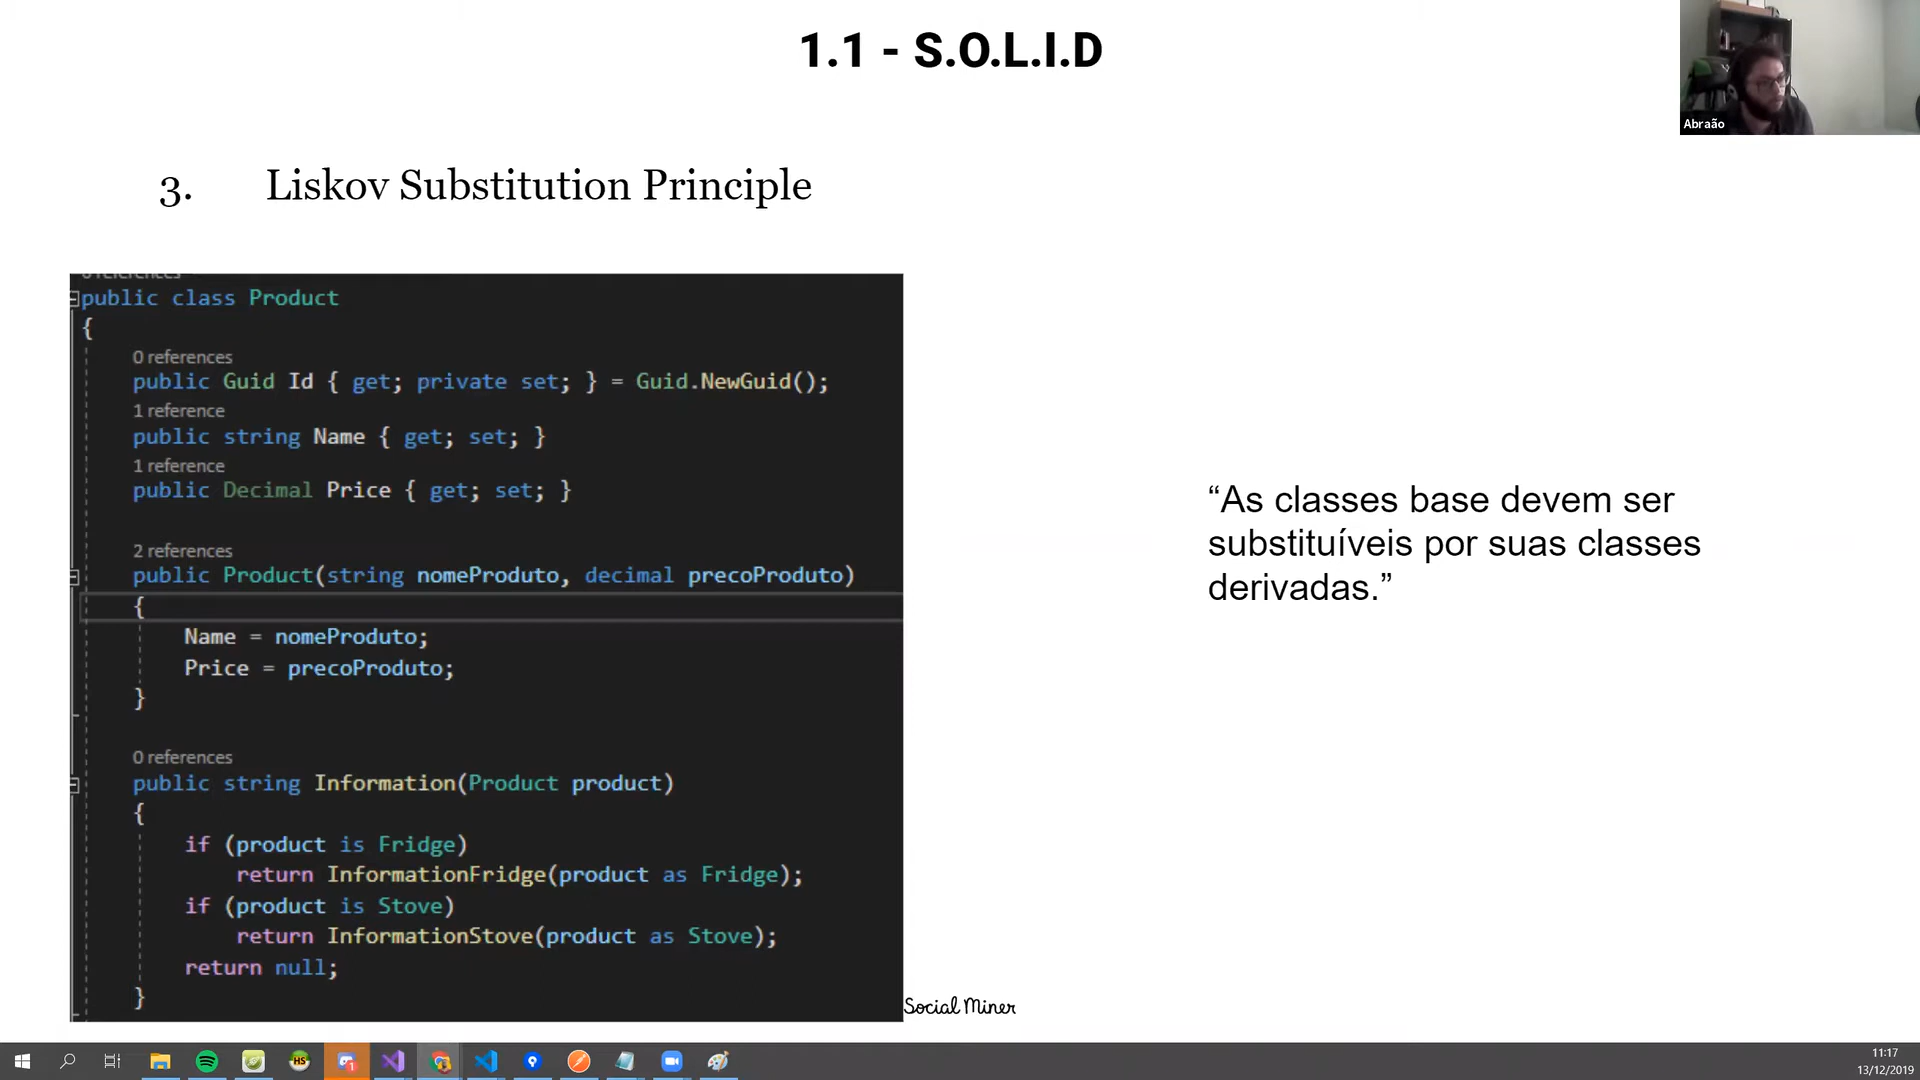 1.1 - S.O.L.I.D
Abraão
3. Liskov Substitution Principle
0 references
public class Product
{
0 references
public Guid Id { get; private set; } = Guid.NewGuid();
1 reference
public string Name { get; set; }
1 reference
public Decimal Price { get; set; }
2 references
public Product(string nomeProduto, decimal precoProduto)
{
Name = nomeProduto;
Price = precoProduto;
}
0 references
public string Information(Product product)
{
if (product is Fridge)
return InformationFridge(product as Fridge);
if (product is Stove)
return InformationStove(product as Stove);
return null;
}
“As classes base devem ser
substituíveis por suas classes
derivadas.”
Social Miner
HS
1
11:17
13/12/2019